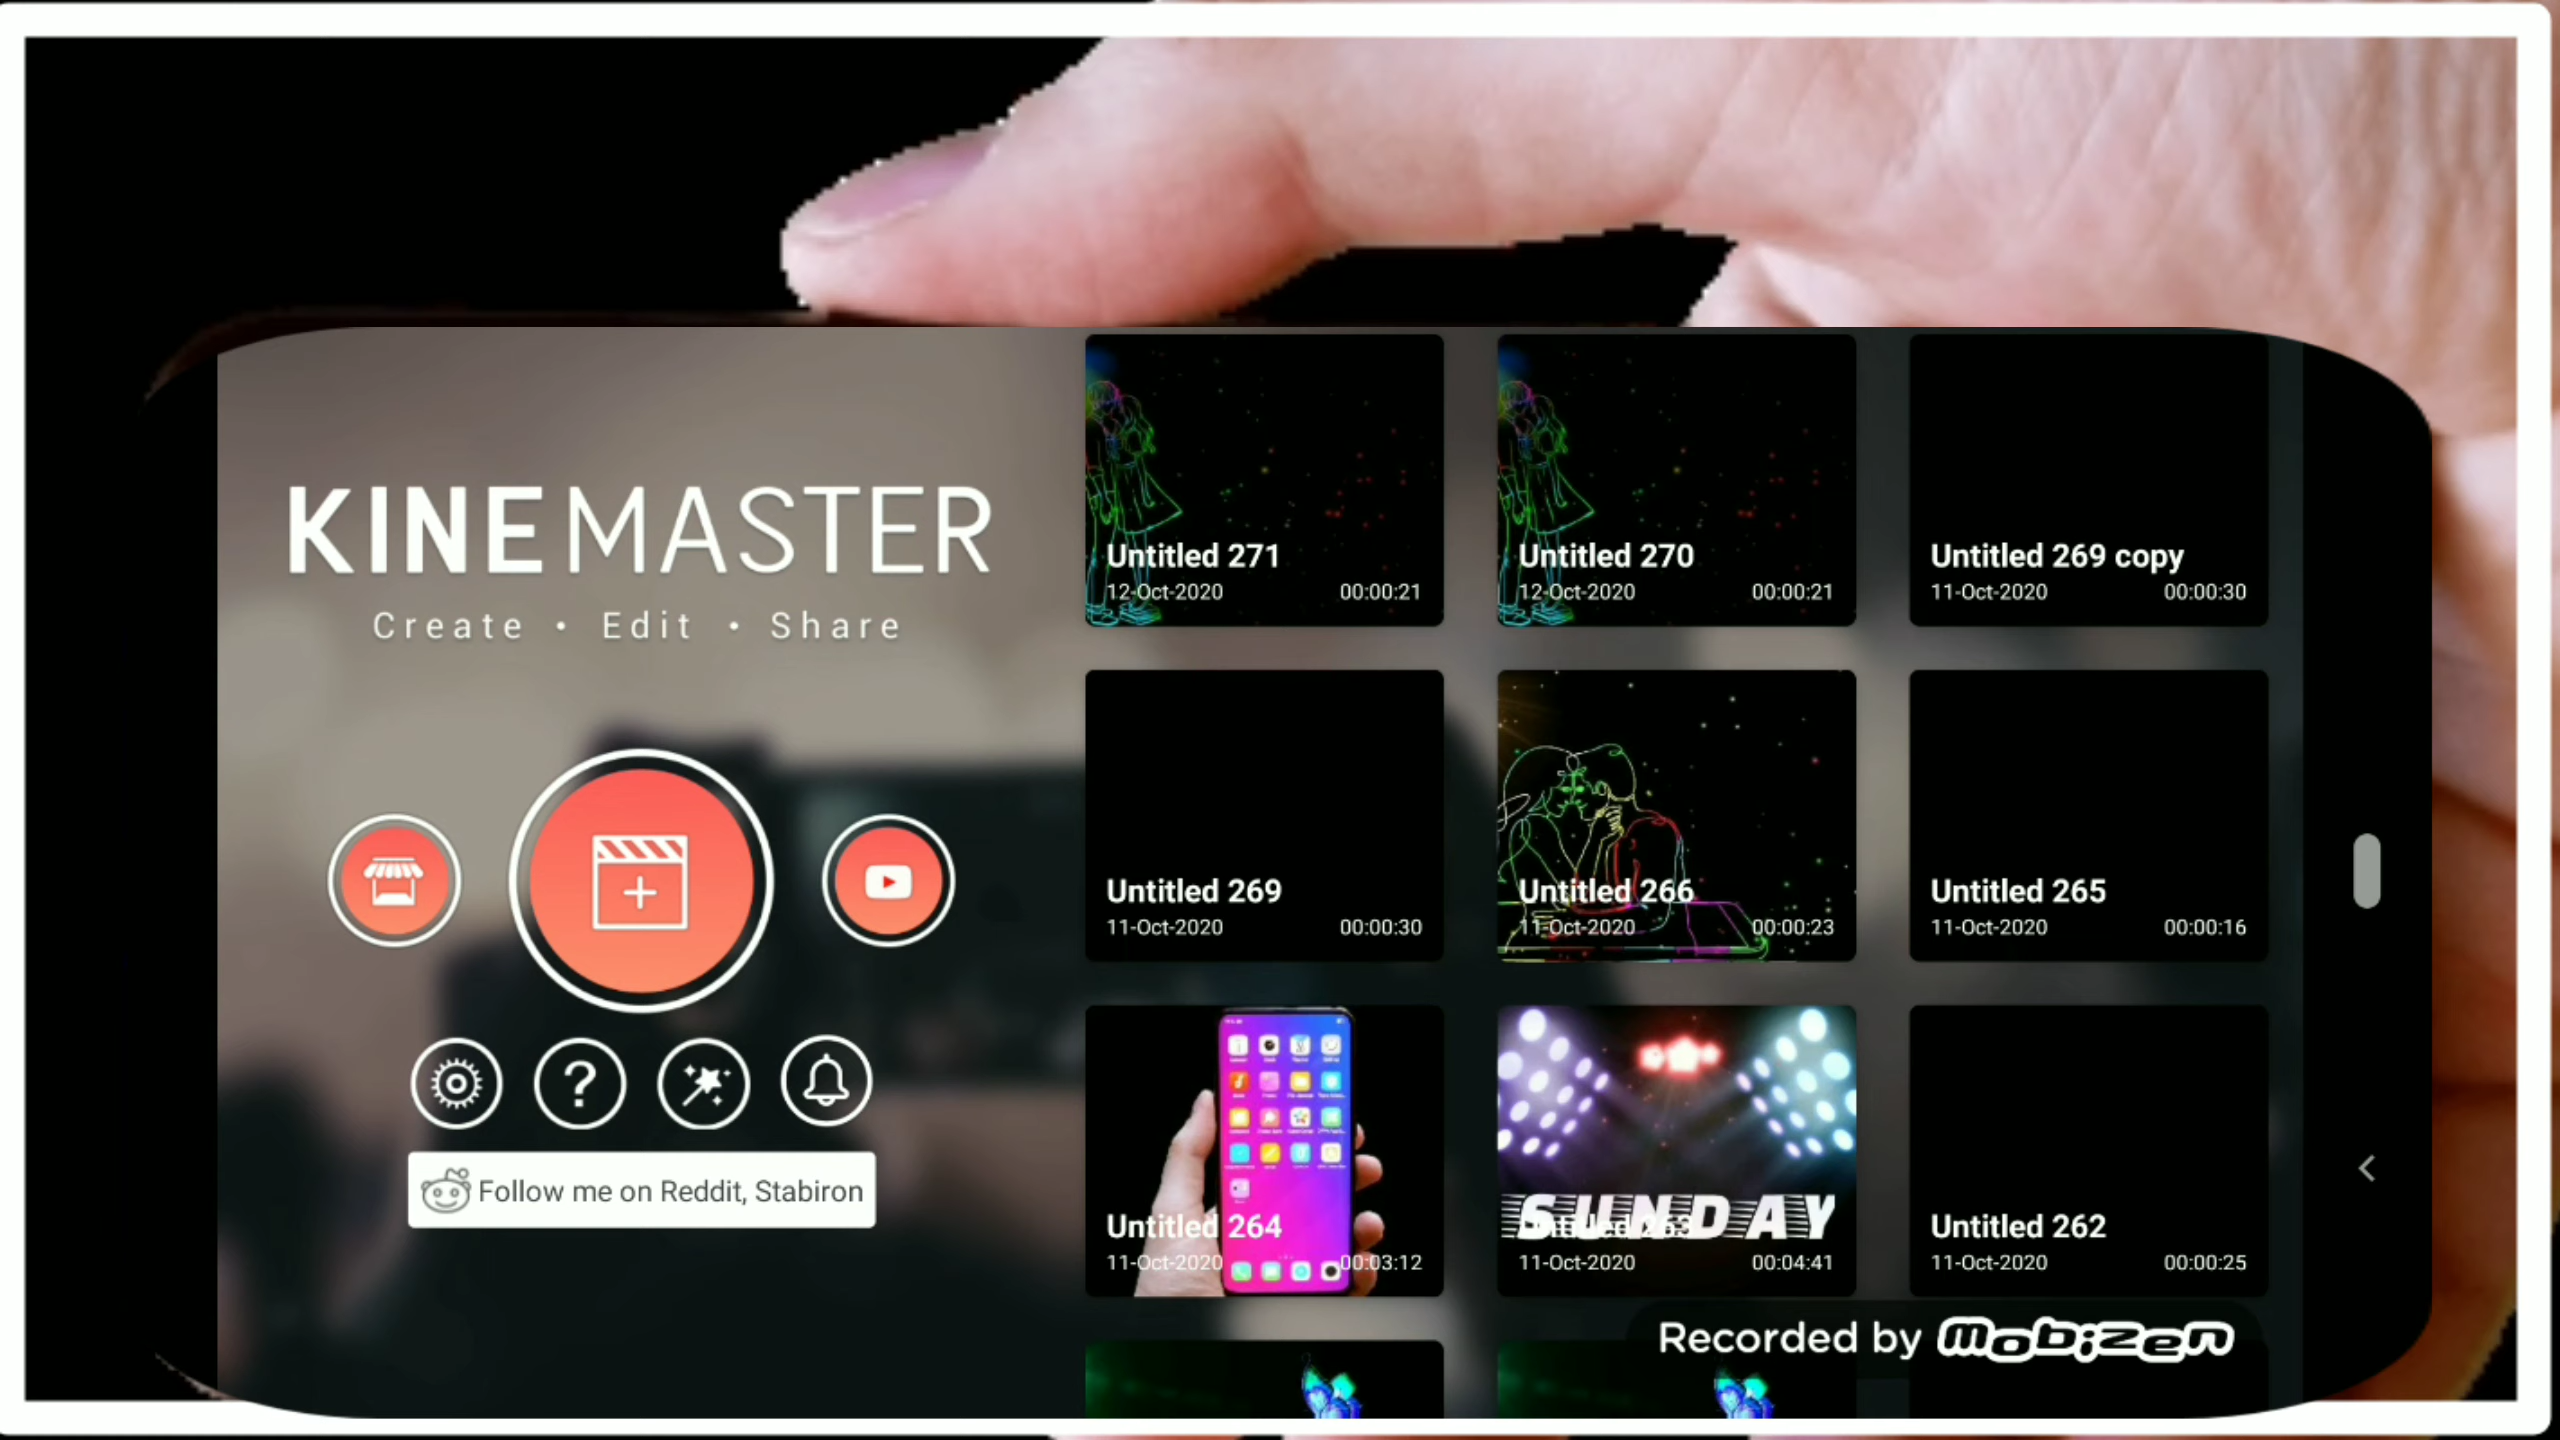 KINEMASTER
Create • Edit • Share
Follow me on Reddit, Stabiron
Untitled 271
12-Oct-2020 00:00:21
Untitled 270
12-Oct-2020 00:00:21
Untitled 269 copy
11-Oct-2020 00:00:30
Untitled 269
11-Oct-2020 00:00:30
Untitled 266
11-Oct-2020 00:00:23
Untitled 265
11-Oct-2020 00:00:16
Untitled 264
11-Oct-2020 00:03:12
SUNDAY
Untitled 263
11-Oct-2020 00:04:41
Untitled 262
11-Oct-2020 00:00:25
Recorded by mobizen